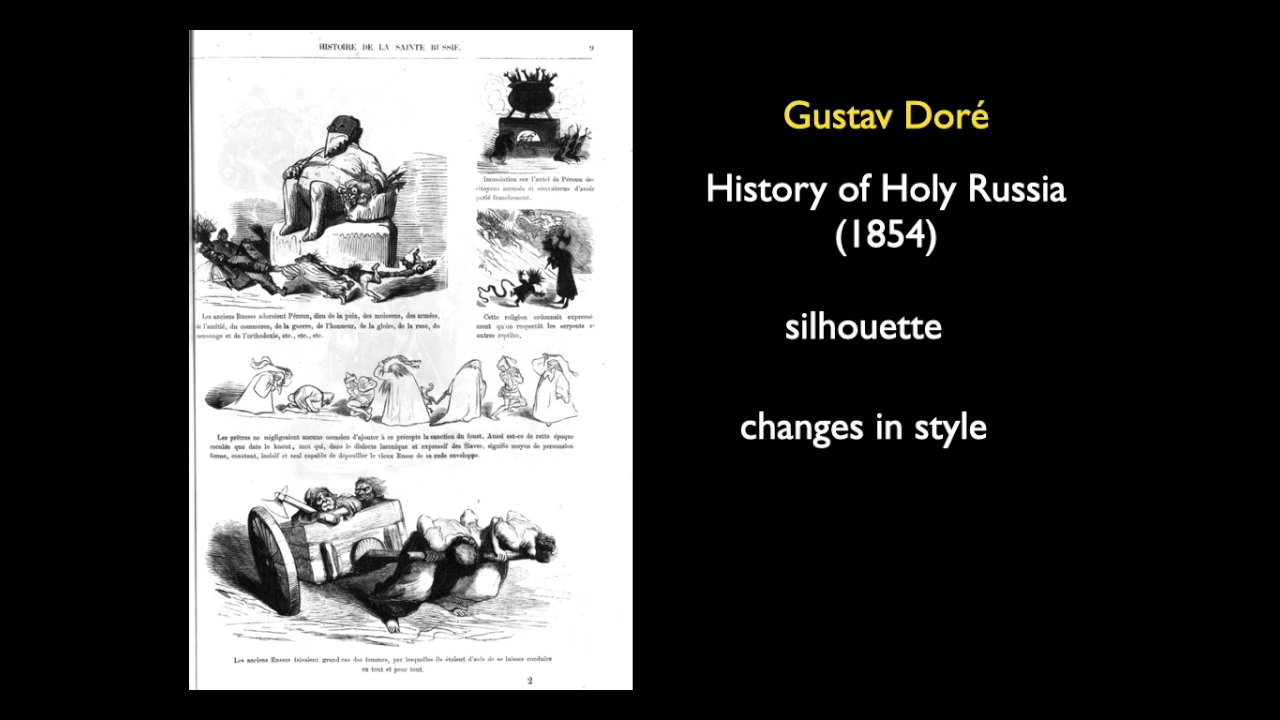 HISTOIRE DE LA SAINTE RUSSIE.
9
Immolation sur l'autel de Péroun des
citoyens accusés et convaincus d'avoir
parlé franchement.
Les anciens Russes adoraient Péroun, dieu de la paix, des moissons, des armées,
de l'amitié, du commerce, de la guerre, de l'honneur, de la gloire, de la ruse, du
mensonge et de l'orthodoxie, etc., etc., etc.
Cette religion ordonnait expressé-
ment qu'on respectât les serpents et
autres reptiles,
Les prêtres ne négligeaient aucune occasion d'ajouter à ce précepte la sanction du fouet. Aussi est-ce de cette époque
reculée que date le knout, mot qui, dans le dialecte laconique et expressif des Slaves, signifie moyen de persuasion
ferme, constant, incisif et seul capable de dépouiller le vieux Russe de sa rude enveloppe.
Les anciens Russes faisaient grand cas des femmes, par lesquelles ils étaient d'avis de se laisser conduire
en tout et pour tout.
2
Gustav Doré
History of Holy Russia
(1854)
silhouette
changes in style